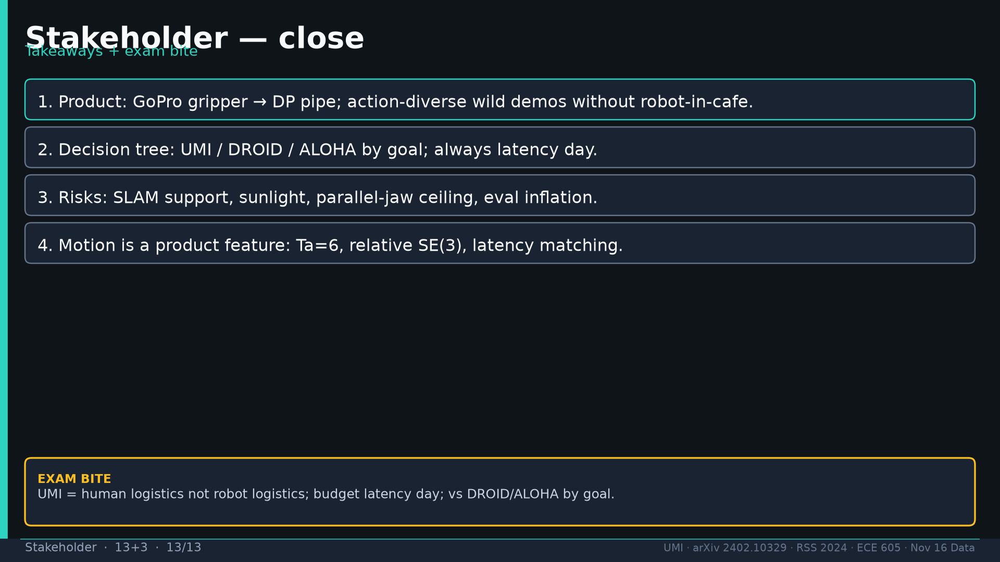 Stakeholder — close
Takeaways + exam bite
1. Product: GoPro gripper → DP pipe; action-diverse wild demos without robot-in-cafe.
2. Decision tree: UMI / DROID / ALOHA by goal; always latency day.
3. Risks: SLAM support, sunlight, parallel-jaw ceiling, eval inflation.
4. Motion is a product feature: Ta=6, relative SE(3), latency matching.
EXAM BITE
UMI = human logistics not robot logistics; budget latency day; vs DROID/ALOHA by goal.
Stakeholder · 13+3 · 13/13
UMI · arXiv 2402.10329 · RSS 2024 · ECE 605 · Nov 16 Data